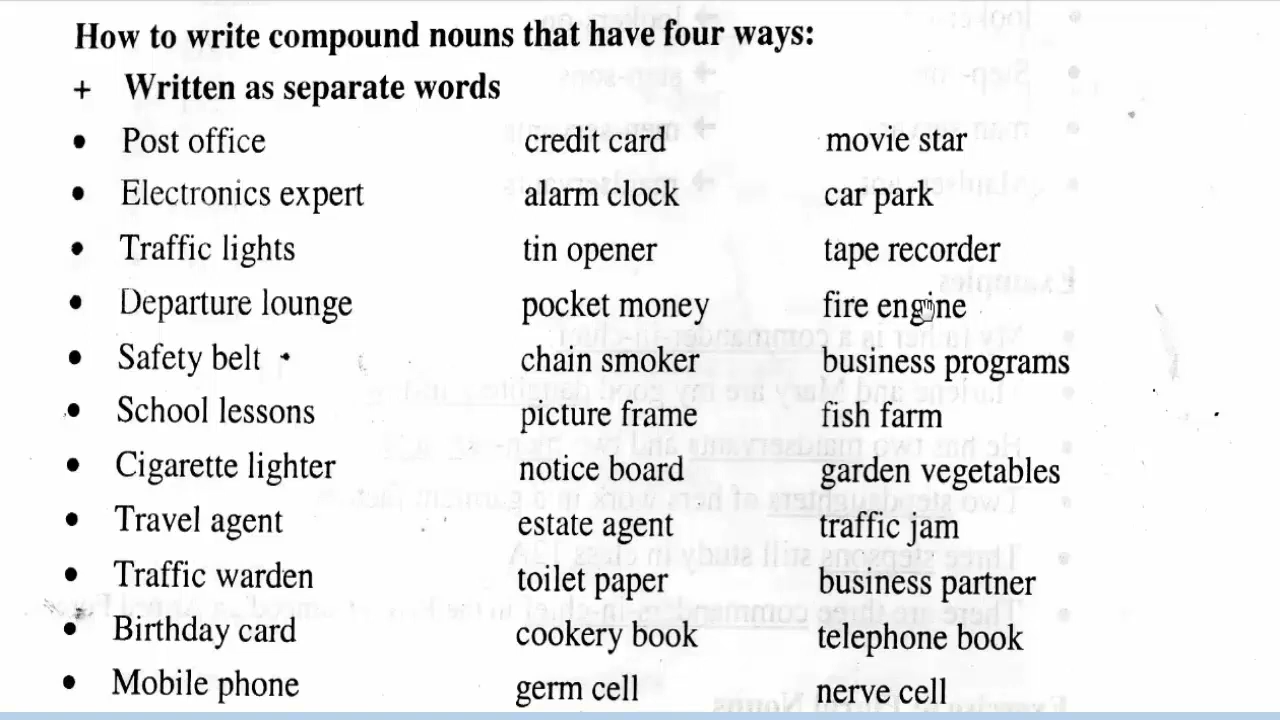 How to write compound nouns that have four ways:
+ Written as separate words
• Post office credit card movie star
• Electronics expert alarm clock car park
• Traffic lights tin opener tape recorder
• Departure lounge pocket money fire engine
• Safety belt chain smoker business programs
• School lessons picture frame fish farm
• Cigarette lighter notice board garden vegetables
• Travel agent estate agent traffic jam
• Traffic warden toilet paper business partner
• Birthday card cookery book telephone book
• Mobile phone germ cell nerve cell